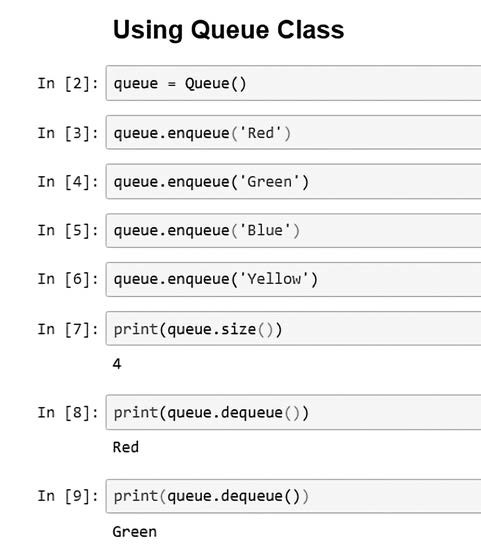 Using Queue Class
In [2]: queue = Queue()
In [3]: queue.enqueue('Red')
In [4]: queue.enqueue('Green')
In [5]: queue.enqueue('Blue')
In [6]: queue.enqueue('Yellow')
In [7]: print(queue.size())
4
In [8]: print(queue.dequeue())
Red
In [9]: print(queue.dequeue())
Green